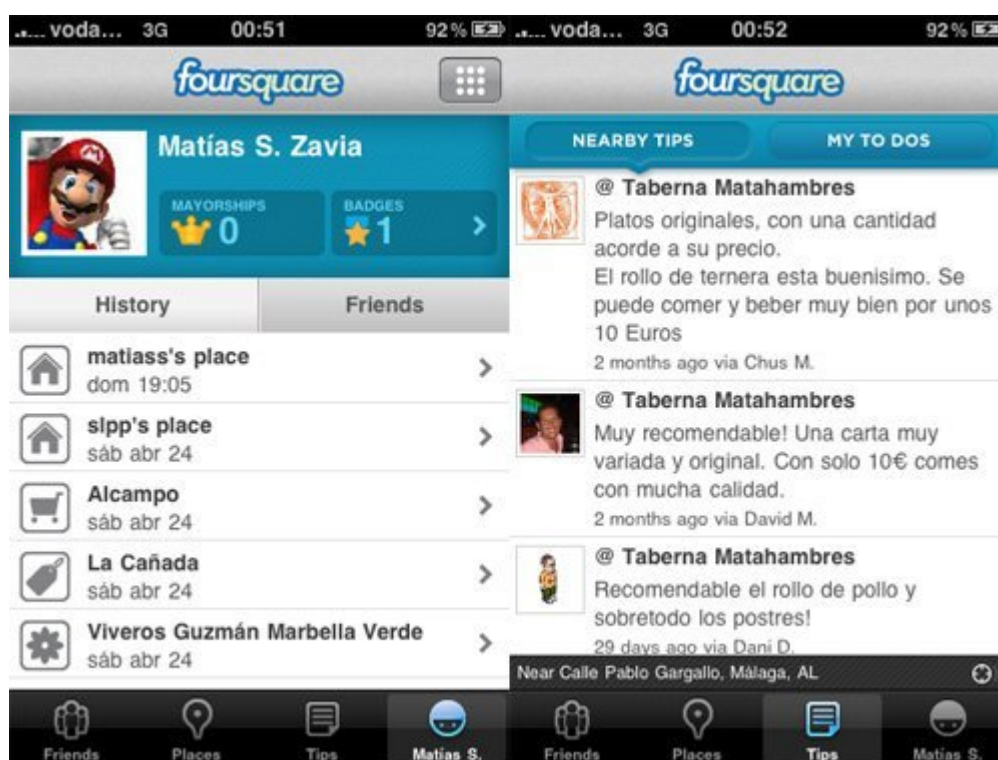 voda... 3G 00:51 92%
foursquare
Matías S. Zavia
MAYORSHIPS
0
BADGES
1
History Friends
matiass's place
dom 19:05
slpp's place
sáb abr 24
Alcampo
sáb abr 24
La Cañada
sáb abr 24
Viveros Guzmán Marbella Verde
sáb abr 24
Friends Places Tips Matías S.
voda... 3G 00:52 92%
foursquare
NEARBY TIPS MY TO DOS
@ Taberna Matahambres
Platos originales, con una cantidad
acorde a su precio.
El rollo de ternera esta buenisimo. Se
puede comer y beber muy bien por unos
10 Euros
2 months ago via Chus M.
@ Taberna Matahambres
Muy recomendable! Una carta muy
variada y original. Con solo 10€ comes
con mucha calidad.
2 months ago via David M.
@ Taberna Matahambres
Recomendable el rollo de pollo y
sobretodo los postres!
29 days ago via Dani D.
Near Calle Pablo Gargallo, Málaga, AL
Friends Places Tips Matías S.